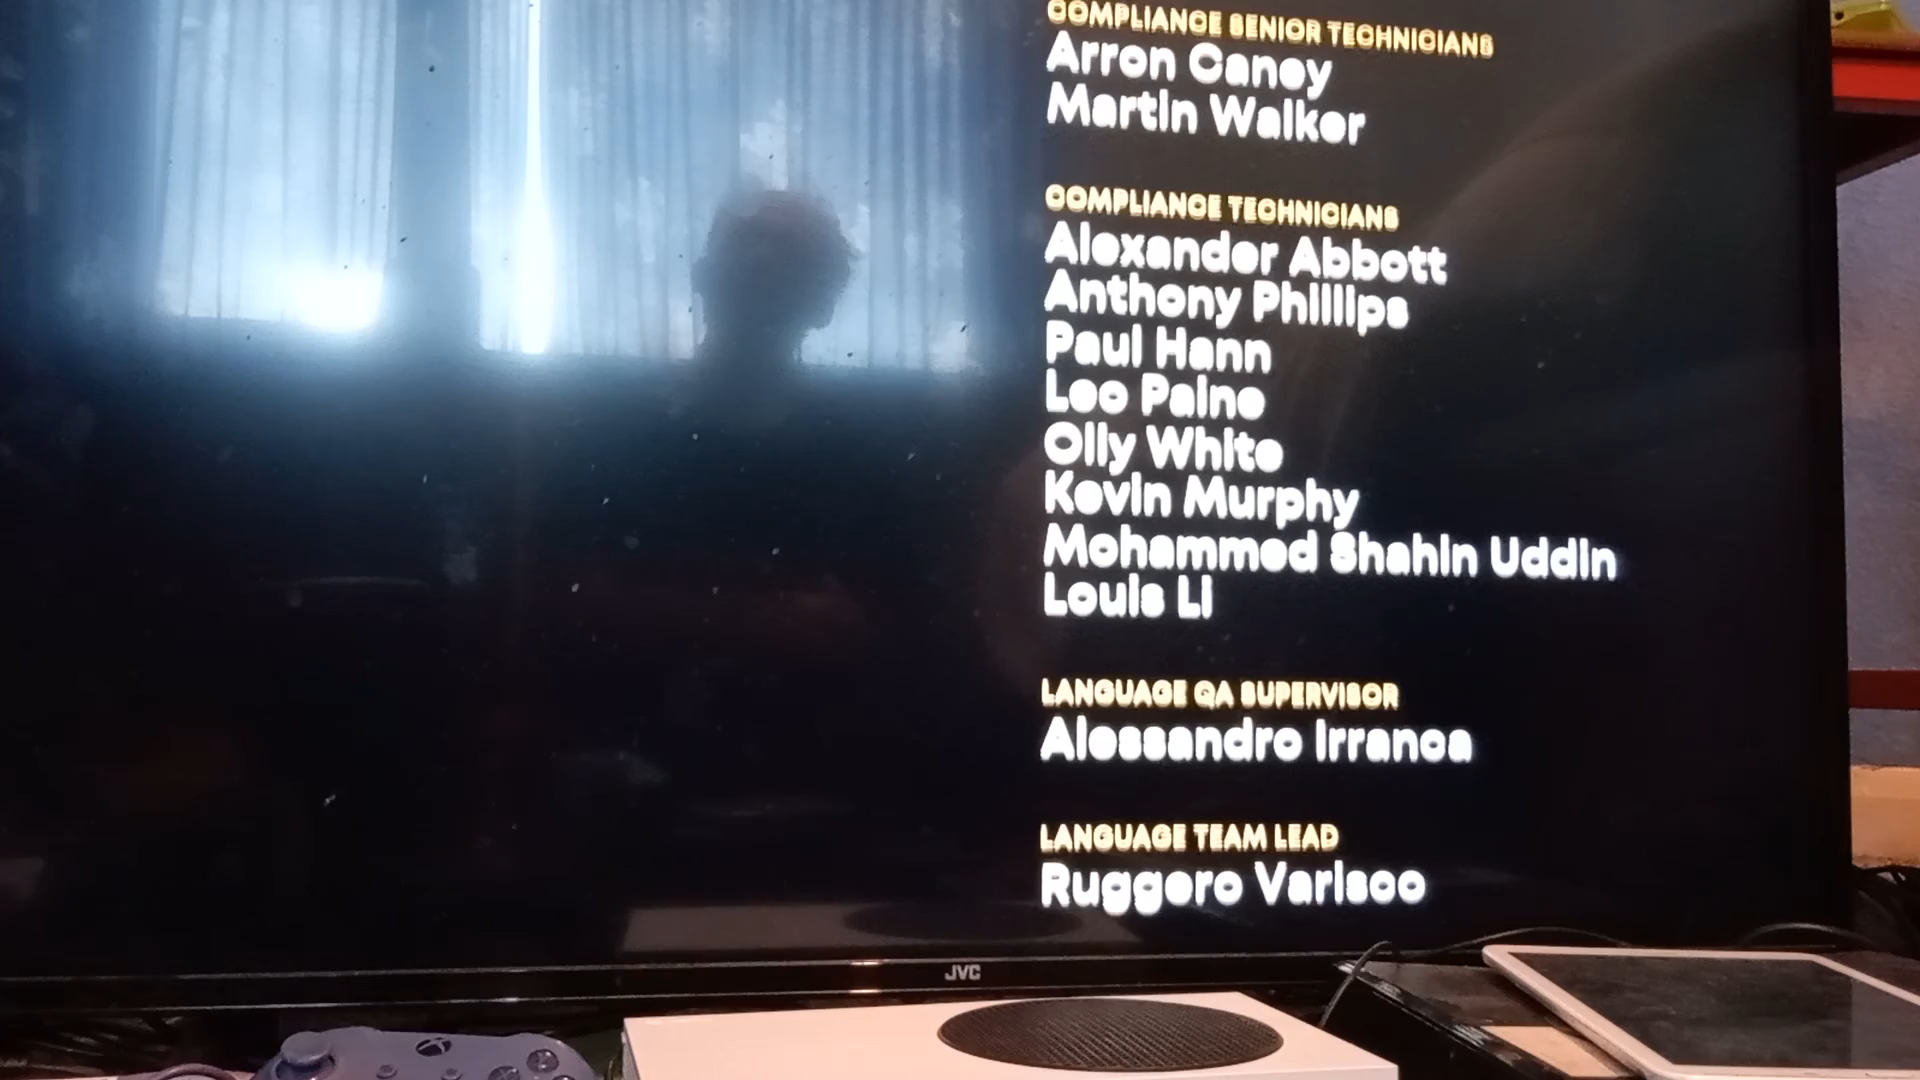 COMPLIANCE SENIOR TECHNICIANS
Arron Caney
Martin Walker
COMPLIANCE TECHNICIANS
Alexander Abbott
Anthony Phillips
Paul Hann
Leo Paine
Olly White
Kevin Murphy
Mohammed Shahin Uddin
Louis Li
LANGUAGE QA SUPERVISOR
Alessandro Irranca
LANGUAGE TEAM LEAD
Ruggero Varisco
JVC